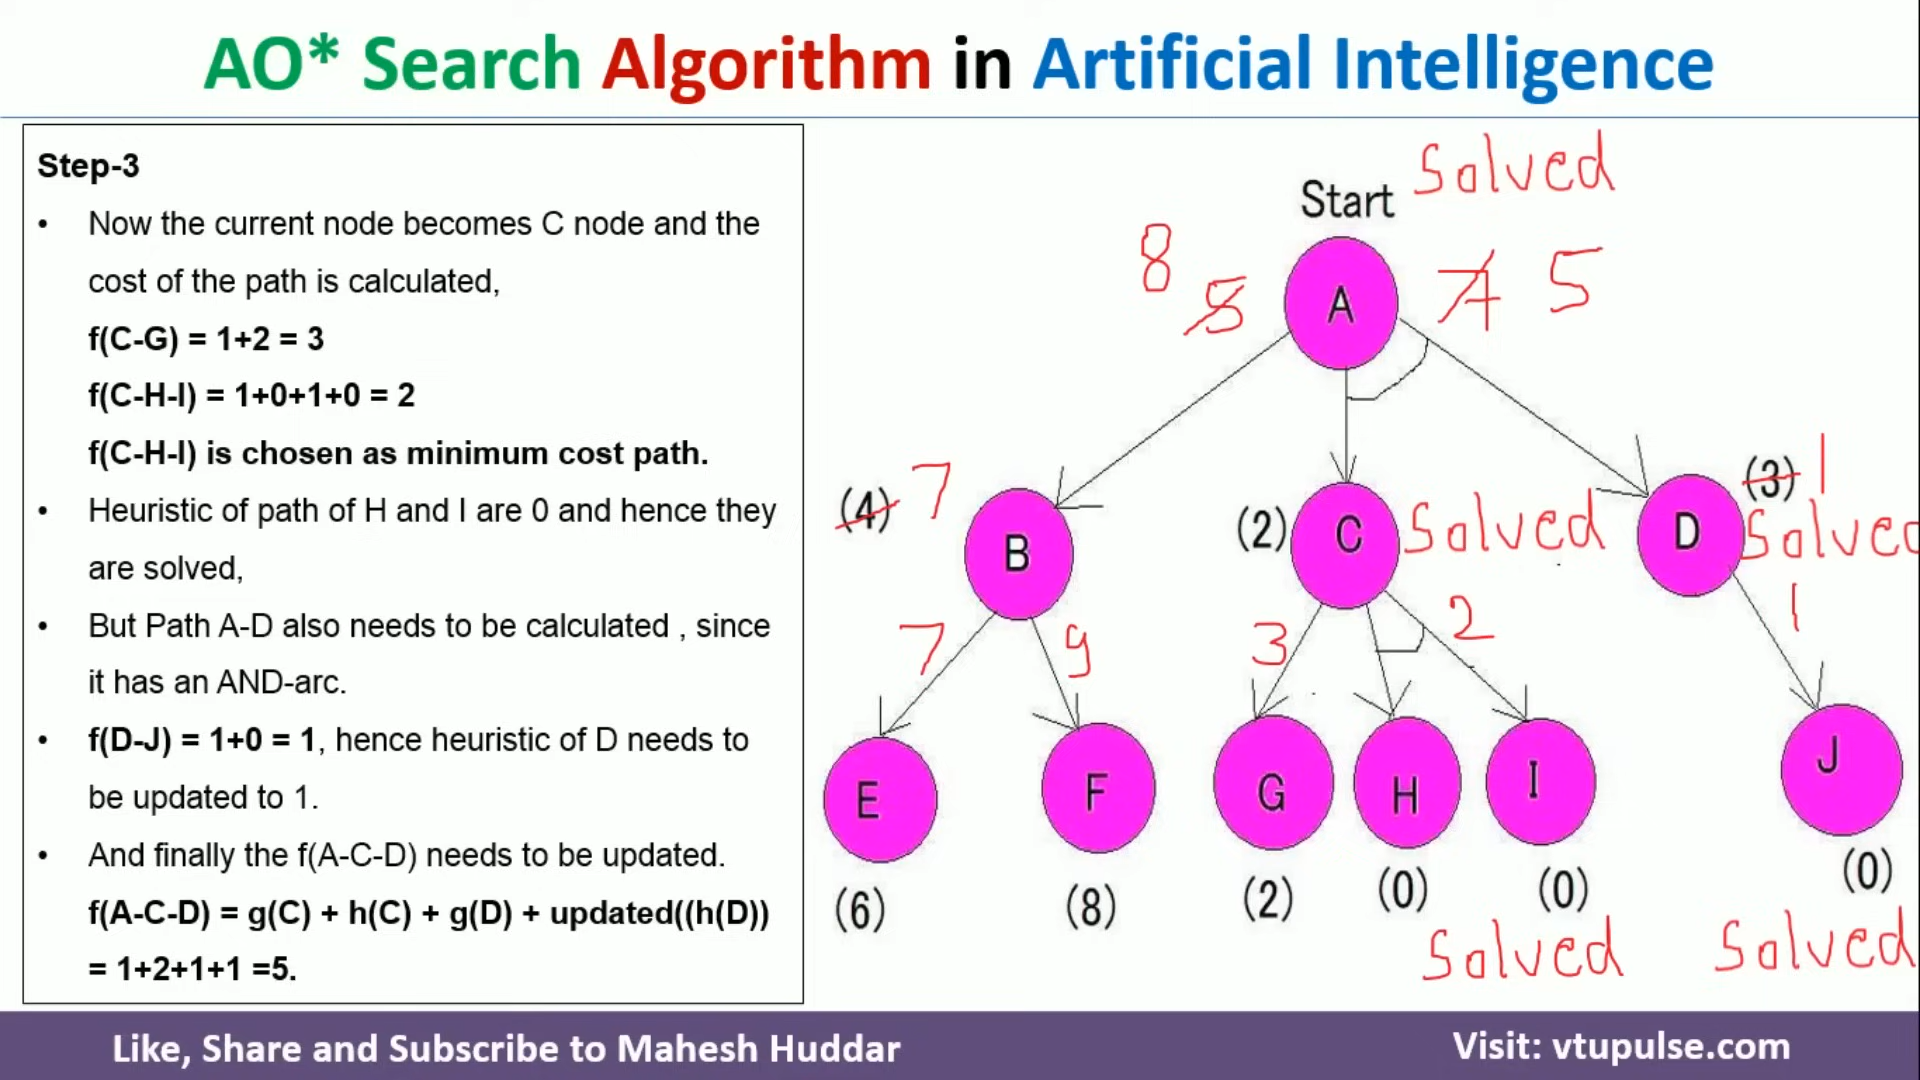 AO* Search Algorithm in Artificial Intelligence
Step-3
• Now the current node becomes C node and the
cost of the path is calculated,
f(C-G) = 1+2 = 3
f(C-H-I) = 1+0+1+0 = 2
f(C-H-I) is chosen as minimum cost path.
• Heuristic of path of H and I are 0 and hence they
are solved,
• But Path A-D also needs to be calculated , since
it has an AND-arc.
• f(D-J) = 1+0 = 1, hence heuristic of D needs to
be updated to 1.
• And finally the f(A-C-D) needs to be updated.
f(A-C-D) = g(C) + h(C) + g(D) + updated((h(D))
= 1+2+1+1 =5.
Solved
Start
8 5 A 7 5
(4) 7 B (2) C Solved D (3) 1
Solved
7 9 3 2 1
E F G H I J
(6) (8) (2) (0) (0) (0)
Solved Solved
Like, Share and Subscribe to Mahesh Huddar
Visit: vtupulse.com